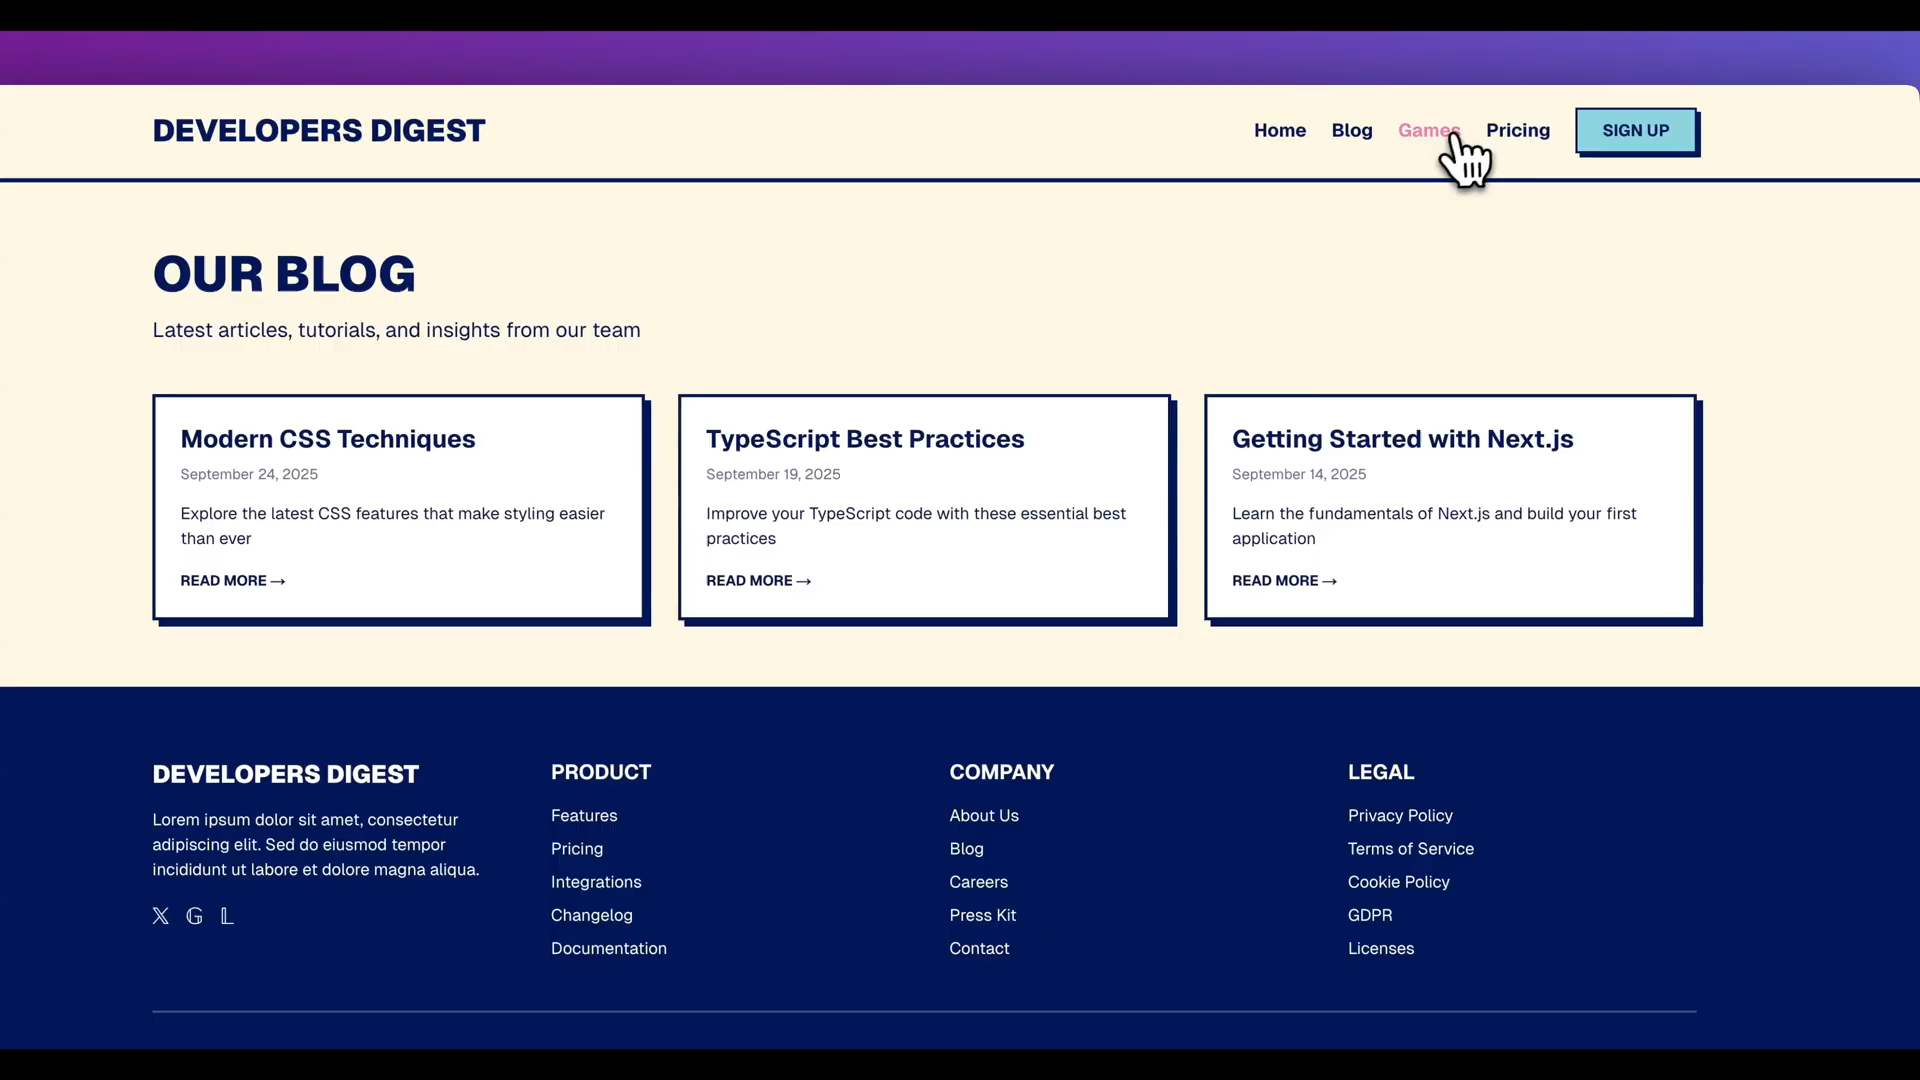 DEVELOPERS DIGEST
Home Blog Games Pricing SIGN UP
OUR BLOG
Latest articles, tutorials, and insights from our team
Modern CSS Techniques
September 24, 2025
Explore the latest CSS features that make styling easier
than ever
READ MORE →
TypeScript Best Practices
September 19, 2025
Improve your TypeScript code with these essential best
practices
READ MORE →
Getting Started with Next.js
September 14, 2025
Learn the fundamentals of Next.js and build your first
application
READ MORE →
DEVELOPERS DIGEST
Lorem ipsum dolor sit amet, consectetur
adipiscing elit. Sed do eiusmod tempor
incididunt ut labore et dolore magna aliqua.
𝕏 𝔾 𝕃
PRODUCT
Features
Pricing
Integrations
Changelog
Documentation
COMPANY
About Us
Blog
Careers
Press Kit
Contact
LEGAL
Privacy Policy
Terms of Service
Cookie Policy
GDPR
Licenses